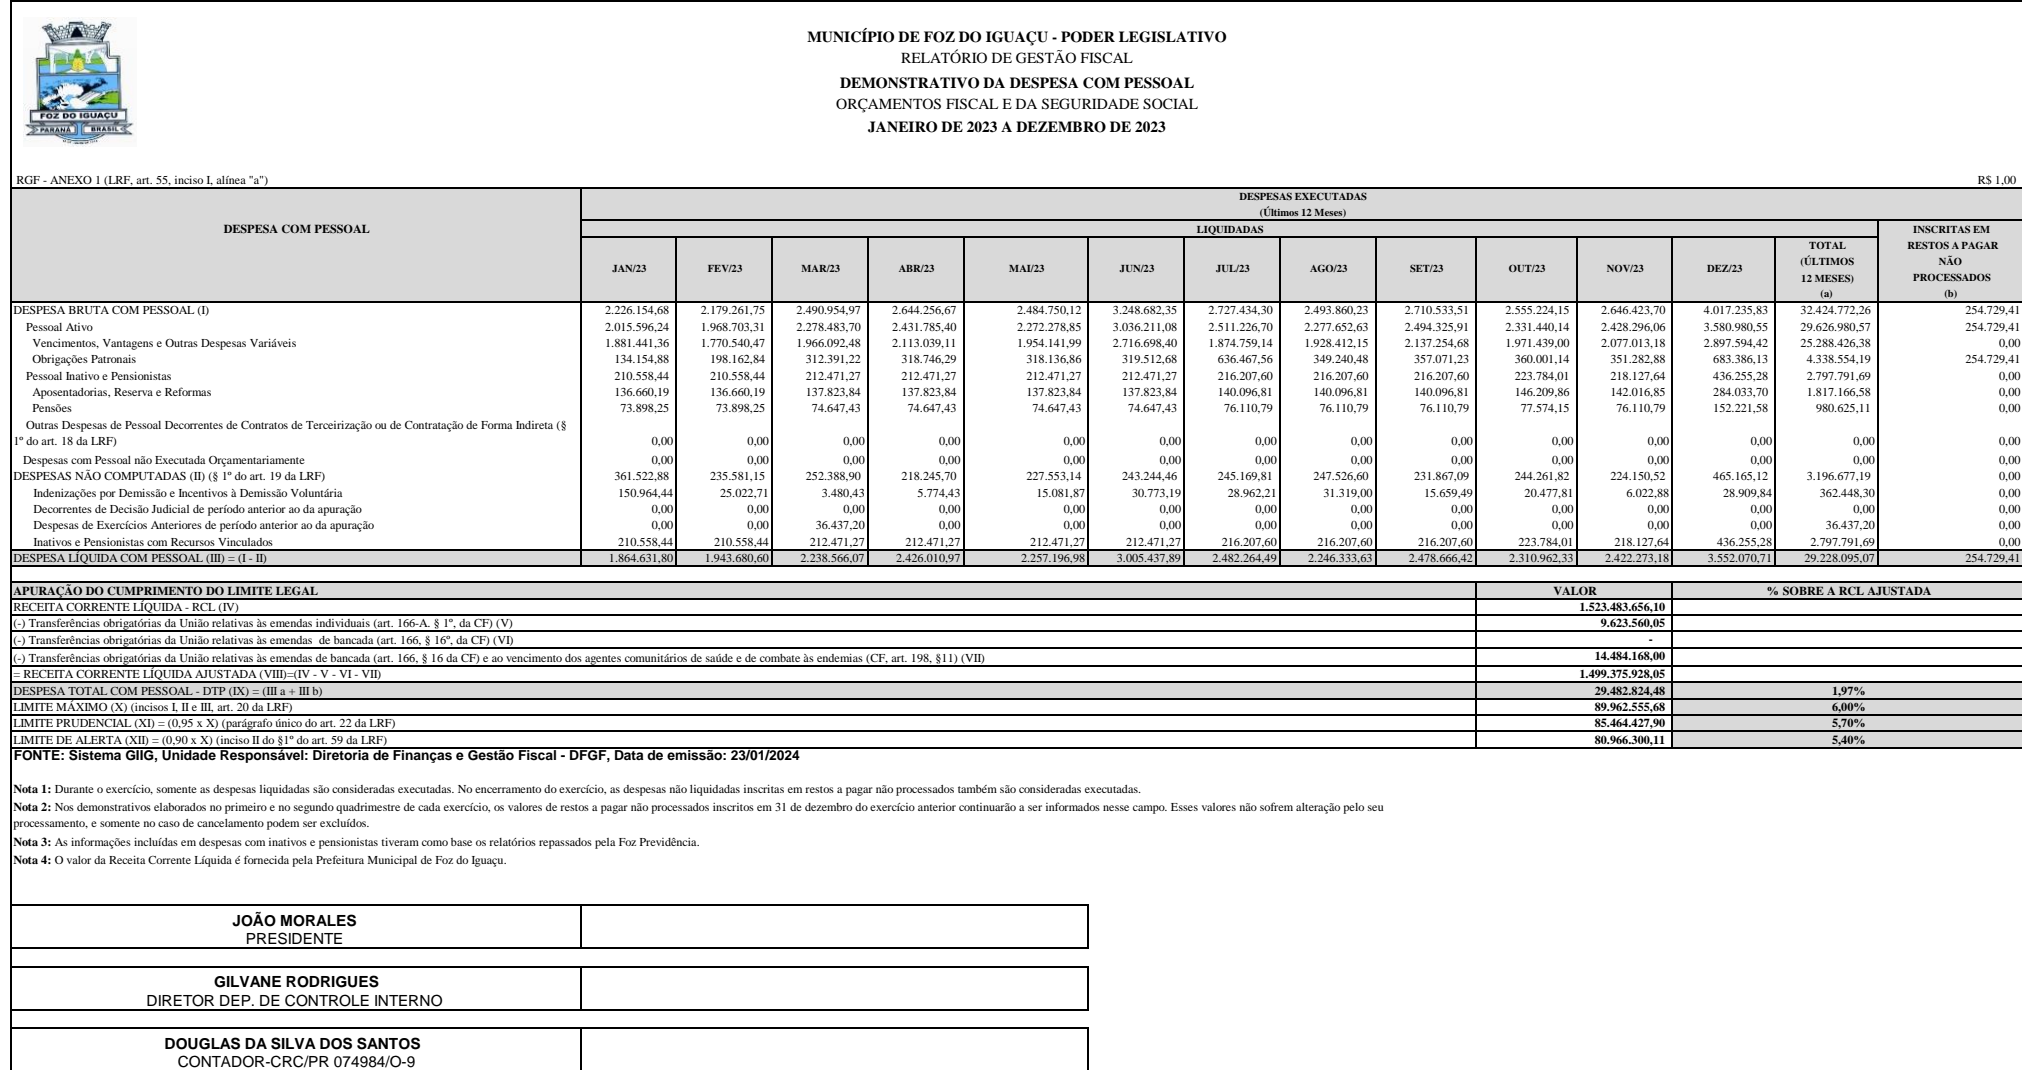 FOZ DO IGUAÇU
PARANÁ BRASIL
MUNICÍPIO DE FOZ DO IGUAÇU - PODER LEGISLATIVO
RELATÓRIO DE GESTÃO FISCAL
DEMONSTRATIVO DA DESPESA COM PESSOAL
ORÇAMENTOS FISCAL E DA SEGURIDADE SOCIAL
JANEIRO DE 2023 A DEZEMBRO DE 2023
RGF - ANEXO 1 (LRF, art. 55, inciso I, alínea "a") R$ 1,00
DESPESA COM PESSOAL
DESPESAS EXECUTADAS
(Últimos 12 Meses)
LIQUIDADAS
INSCRITAS EM
RESTOS A PAGAR
NÃO
PROCESSADOS
(b)
JAN/23 FEV/23 MAR/23 ABR/23 MAI/23 JUN/23 JUL/23 AGO/23 SET/23 OUT/23 NOV/23 DEZ/23
TOTAL
(ÚLTIMOS
12 MESES)
(a)
DESPESA BRUTA COM PESSOAL (I) 2.226.154,68 2.179.261,75 2.490.954,97 2.644.256,67 2.484.750,12 3.248.682,35 2.727.434,30 2.493.860,23 2.710.533,51 2.555.224,15 2.646.423,70 4.017.235,83 32.424.772,26 254.729,41
Pessoal Ativo 2.015.596,24 1.968.703,31 2.278.483,70 2.431.785,40 2.272.278,85 3.036.211,08 2.511.226,70 2.277.652,63 2.494.325,91 2.331.440,14 2.428.296,06 3.580.980,55 29.626.980,57 254.729,41
Vencimentos, Vantagens e Outras Despesas Variáveis 1.881.441,36 1.770.540,47 1.966.092,48 2.113.039,11 1.954.141,99 2.716.698,40 1.874.759,14 1.928.412,15 2.137.254,68 1.971.439,00 2.077.013,18 2.897.594,42 25.288.426,38 0,00
Obrigações Patronais 134.154,88 198.162,84 312.391,22 318.746,29 318.136,86 319.512,68 636.467,56 349.240,48 357.071,23 360.001,14 351.282,88 683.386,13 4.338.554,19 254.729,41
Pessoal Inativo e Pensionistas 210.558,44 210.558,44 212.471,27 212.471,27 212.471,27 212.471,27 216.207,60 216.207,60 216.207,60 223.784,01 218.127,64 436.255,28 2.797.791,69 0,00
Aposentadorias, Reserva e Reformas 136.660,19 136.660,19 137.823,84 137.823,84 137.823,84 137.823,84 140.096,81 140.096,81 140.096,81 146.209,86 142.016,85 284.033,70 1.817.166,58 0,00
Pensões 73.898,25 73.898,25 74.647,43 74.647,43 74.647,43 74.647,43 76.110,79 76.110,79 76.110,79 77.574,15 76.110,79 152.221,58 980.625,11 0,00
Outras Despesas de Pessoal Decorrentes de Contratos de Terceirização ou de Contratação de Forma Indireta (§
1º do art. 18 da LRF) 0,00 0,00 0,00 0,00 0,00 0,00 0,00 0,00 0,00 0,00 0,00 0,00 0,00 0,00
Despesas com Pessoal não Executada Orçamentariamente 0,00 0,00 0,00 0,00 0,00 0,00 0,00 0,00 0,00 0,00 0,00 0,00 0,00 0,00
DESPESAS NÃO COMPUTADAS (II) (§ 1º do art. 19 da LRF) 361.522,88 235.581,15 252.388,90 218.245,70 227.553,14 243.244,46 245.169,81 247.526,60 231.867,09 244.261,82 224.150,52 465.165,12 3.196.677,19 0,00
Indenizações por Demissão e Incentivos à Demissão Voluntária 150.964,44 25.022,71 3.480,43 5.774,43 15.081,87 30.773,19 28.962,21 31.319,00 15.659,49 20.477,81 6.022,88 28.909,84 362.448,30 0,00
Decorrentes de Decisão Judicial de período anterior ao da apuração 0,00 0,00 0,00 0,00 0,00 0,00 0,00 0,00 0,00 0,00 0,00 0,00 0,00 0,00
Despesas de Exercícios Anteriores de período anterior ao da apuração 0,00 0,00 36.437,20 0,00 0,00 0,00 0,00 0,00 0,00 0,00 0,00 0,00 36.437,20 0,00
Inativos e Pensionistas com Recursos Vinculados 210.558,44 210.558,44 212.471,27 212.471,27 212.471,27 212.471,27 216.207,60 216.207,60 216.207,60 223.784,01 218.127,64 436.255,28 2.797.791,69 0,00
DESPESA LÍQUIDA COM PESSOAL (III) = (I - II) 1.864.631,80 1.943.680,60 2.238.566,07 2.426.010,97 2.257.196,98 3.005.437,89 2.482.264,49 2.246.333,63 2.478.666,42 2.310.962,33 2.422.273,18 3.552.070,71 29.228.095,07 254.729,41
APURAÇÃO DO CUMPRIMENTO DO LIMITE LEGAL VALOR % SOBRE A RCL AJUSTADA
RECEITA CORRENTE LÍQUIDA - RCL (IV) 1.523.483.656,10
(-) Transferências obrigatórias da União relativas às emendas individuais (art. 166-A. § 1º, da CF) (V) 9.623.560,05
(-) Transferências obrigatórias da União relativas às emendas de bancada (art. 166, § 16º, da CF) (VI) -
(-) Transferências obrigatórias da União relativas às emendas de bancada (art. 166, § 16 da CF) e ao vencimento dos agentes comunitários de saúde e de combate às endemias (CF, art. 198, §11) (VII) 14.484.168,00
= RECEITA CORRENTE LÍQUIDA AJUSTADA (VIII)=(IV - V - VI - VII) 1.499.375.928,05
DESPESA TOTAL COM PESSOAL - DTP (IX) = (III a + III b) 29.482.824,48 1,97%
LIMITE MÁXIMO (X) (incisos I, II e III, art. 20 da LRF) 89.962.555,68 6,00%
LIMITE PRUDENCIAL (XI) = (0,95 x X) (parágrafo único do art. 22 da LRF) 85.464.427,90 5,70%
LIMITE DE ALERTA (XII) = (0,90 x X) (inciso II do §1º do art. 59 da LRF) 80.966.300,11 5,40%
FONTE: Sistema GIIG, Unidade Responsável: Diretoria de Finanças e Gestão Fiscal - DFGF, Data de emissão: 23/01/2024
Nota 1: Durante o exercício, somente as despesas liquidadas são consideradas executadas. No encerramento do exercício, as despesas não liquidadas inscritas em restos a pagar não processados também são consideradas executadas.
Nota 2: Nos demonstrativos elaborados no primeiro e no segundo quadrimestre de cada exercício, os valores de restos a pagar não processados inscritos em 31 de dezembro do exercício anterior continuarão a ser informados nesse campo. Esses valores não sofrem alteração pelo seu
processamento, e somente no caso de cancelamento podem ser excluídos.
Nota 3: As informações incluídas em despesas com inativos e pensionistas tiveram como base os relatórios repassados pela Foz Previdência.
Nota 4: O valor da Receita Corrente Líquida é fornecida pela Prefeitura Municipal de Foz do Iguaçu.
JOÃO MORALES
PRESIDENTE
GILVANE RODRIGUES
DIRETOR DEP. DE CONTROLE INTERNO
DOUGLAS DA SILVA DOS SANTOS
CONTADOR-CRC/PR 074984/O-9